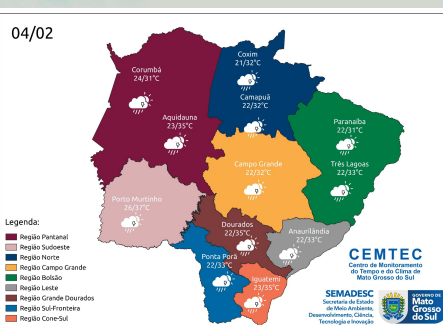 04/02
Coxim
21/32°C
Corumbá
24/31°C
Camapuã
22/32°C
Aquidauna
23/35°C
Paranaíba
22/31°C
Campo Grande
22/32°C
Três Lagoas
22/33°C
Porto Murtinho
26/37°C
Dourados
22/35°C
Anaurilândia
22/33°C
Ponta Porã
22/33°C
Iguatemi
23/35°C
Legenda:
Região Pantanal
Região Sudoeste
Região Norte
Região Campo Grande
Região Bolsão
Região Leste
Região Grande Dourados
Região Sul-Fronteira
Região Cone-Sul
CEMTEC
Centro de Monitoramento
do Tempo e do Clima de
Mato Grosso do Sul
SEMADESC
Secretaria de Estado
de Meio Ambiente,
Desenvolvimento, Ciência,
Tecnologia e Inovação
GOVERNO DE
Mato
Grosso
do Sul